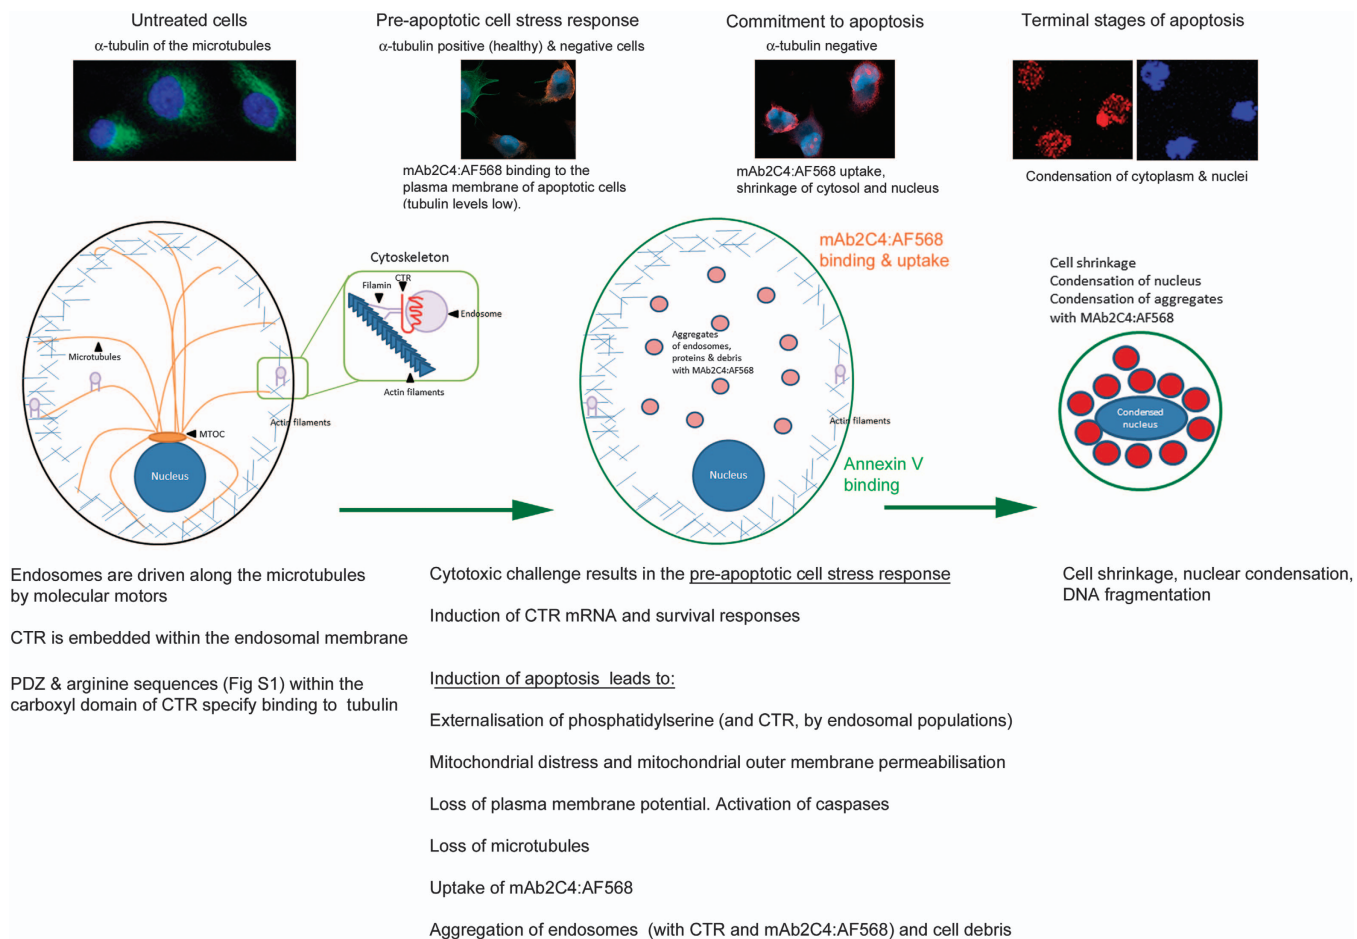 Untreated cells
α-tubulin of the microtubules
Pre-apoptotic cell stress response
α-tubulin positive (healthy) & negative cells
Commitment to apoptosis
α-tubulin negative
Terminal stages of apoptosis
mAb2C4:AF568 binding to the
plasma membrane of apoptotic cells
(tubulin levels low).
mAb2C4:AF568 uptake,
shrinkage of cytosol and nucleus
Condensation of cytoplasm & nuclei
Microtubules
MTOC
Nucleus
Actin filaments
Cytoskeleton
CTR
Filamin
Endosome
Actin filaments
mAb2C4:AF568
binding & uptake
Aggregates
of endosomes,
proteins & debris
with MAb2C4:AF568
Actin filaments
Nucleus
Annexin V
binding
Cell shrinkage
Condensation of nucleus
Condensation of aggregates
with MAb2C4:AF568
Condensed
nucleus
Endosomes are driven along the microtubules
by molecular motors
CTR is embedded within the endosomal membrane
PDZ & arginine sequences (Fig S1) within the
carboxyl domain of CTR specify binding to tubulin
Cytotoxic challenge results in the pre-apoptotic cell stress response
Induction of CTR mRNA and survival responses
Induction of apoptosis leads to:
Externalisation of phosphatidylserine (and CTR, by endosomal populations)
Mitochondrial distress and mitochondrial outer membrane permeabilisation
Loss of plasma membrane potential. Activation of caspases
Loss of microtubules
Uptake of mAb2C4:AF568
Aggregation of endosomes (with CTR and mAb2C4:AF568) and cell debris
Cell shrinkage, nuclear condensation,
DNA fragmentation